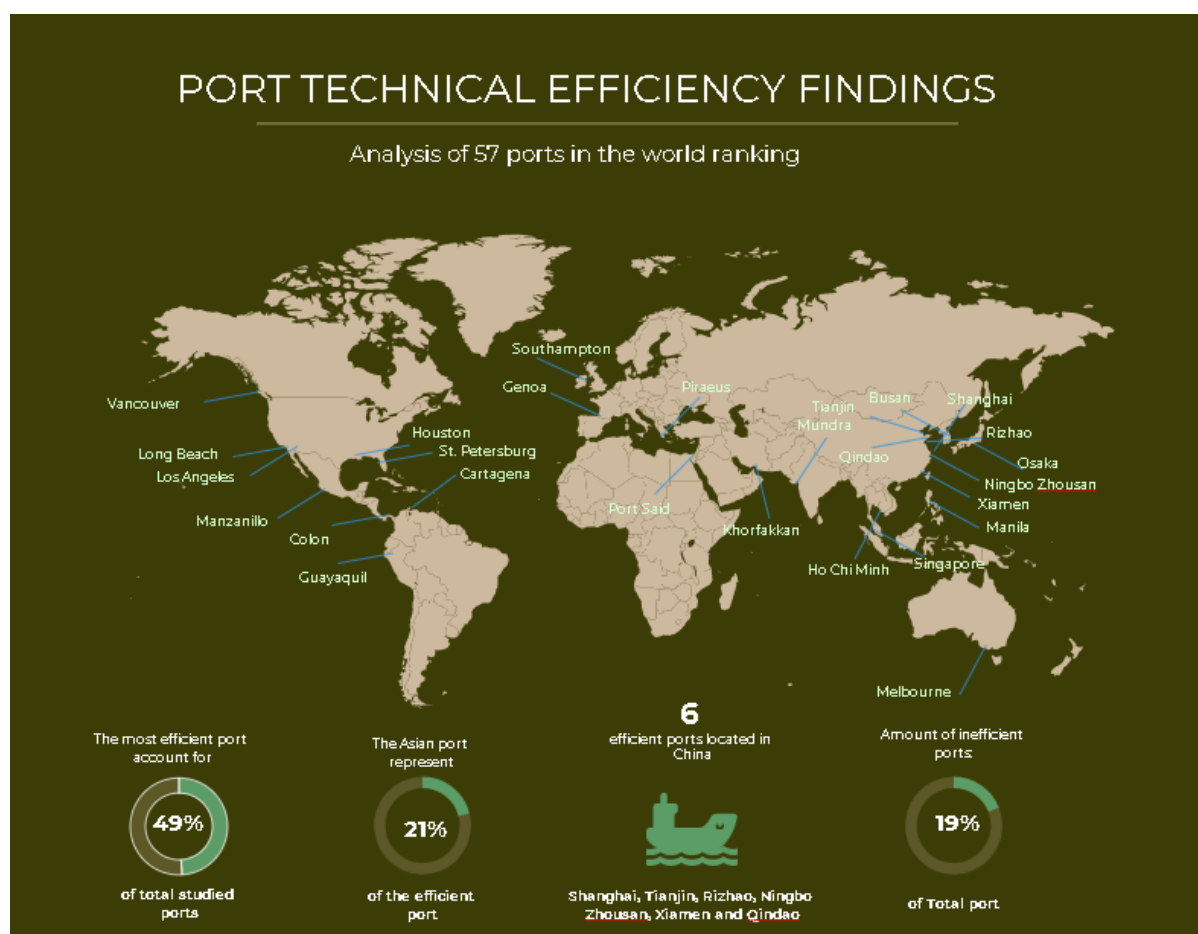 PORT TECHNICAL EFFICIENCY FINDINGS
Analysis of 57 ports in the world ranking
Southampton
Genoa
Piraeus
Vancouver
Tianjin
Busan
Shanghai
Mundra
Houston
Rizhao
Long Beach
St. Petersburg
Qindao
Osaka
Los Angeles
Cartagena
Ningbo Zhousan
Xiamen
Manzanillo
Port Said
Khorfakkan
Manila
Colon
Ho Chi Minh
Singapore
Guayaquil
Melbourne
The most efficient port
account for
49%
of total studied
ports
The Asian port
represent
21%
of the efficient
port
6
efficient ports located in
China
Shanghai, Tianjin, Rizhao, Ningbo
Zhousan, Xiamen and Qindao
Amount of inefficient
ports:
19%
of Total port